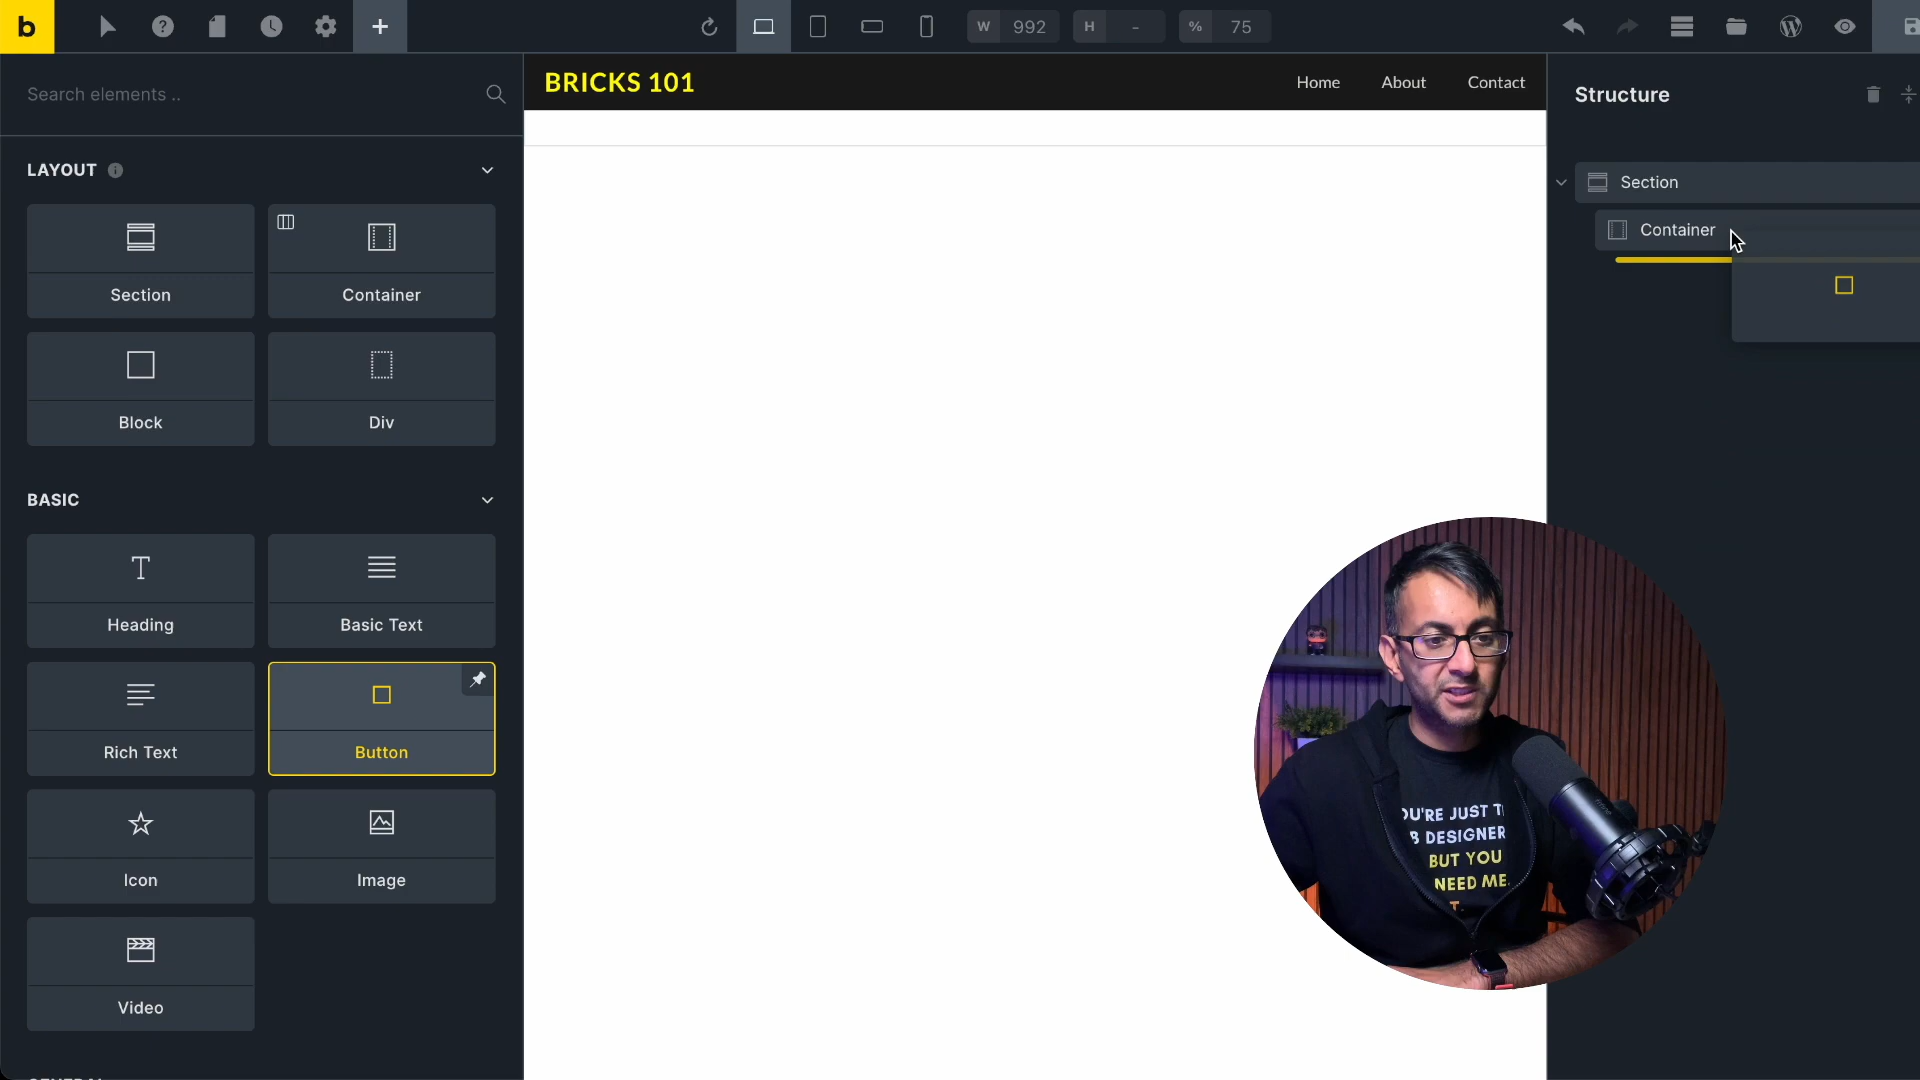 b
W 992
H -
% 75
Search elements ..
BRICKS 101
Home
About
Contact
Structure
LAYOUT
Section
Container
Section
Container
Block
Div
BASIC
Heading
Basic Text
Rich Text
Button
Icon
Image
Video
OU'RE JUST T
B DESIGNER
BUT YOU
NEED ME.
T.